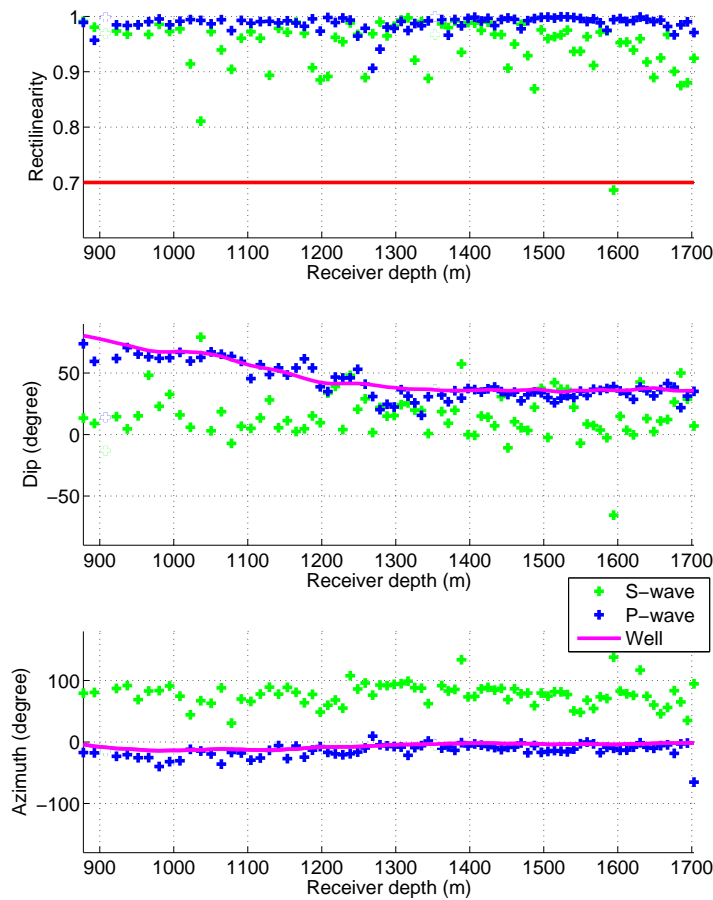 1
0.9
0.8
0.7
Rectilinearity
900 1000 1100 1200 1300 1400 1500 1600 1700
Receiver depth (m)
50
0
−50
Dip (degree)
900 1000 1100 1200 1300 1400 1500 1600 1700
Receiver depth (m)
S−wave
P−wave
Well
100
0
−100
Azimuth (degree)
900 1000 1100 1200 1300 1400 1500 1600 1700
Receiver depth (m)